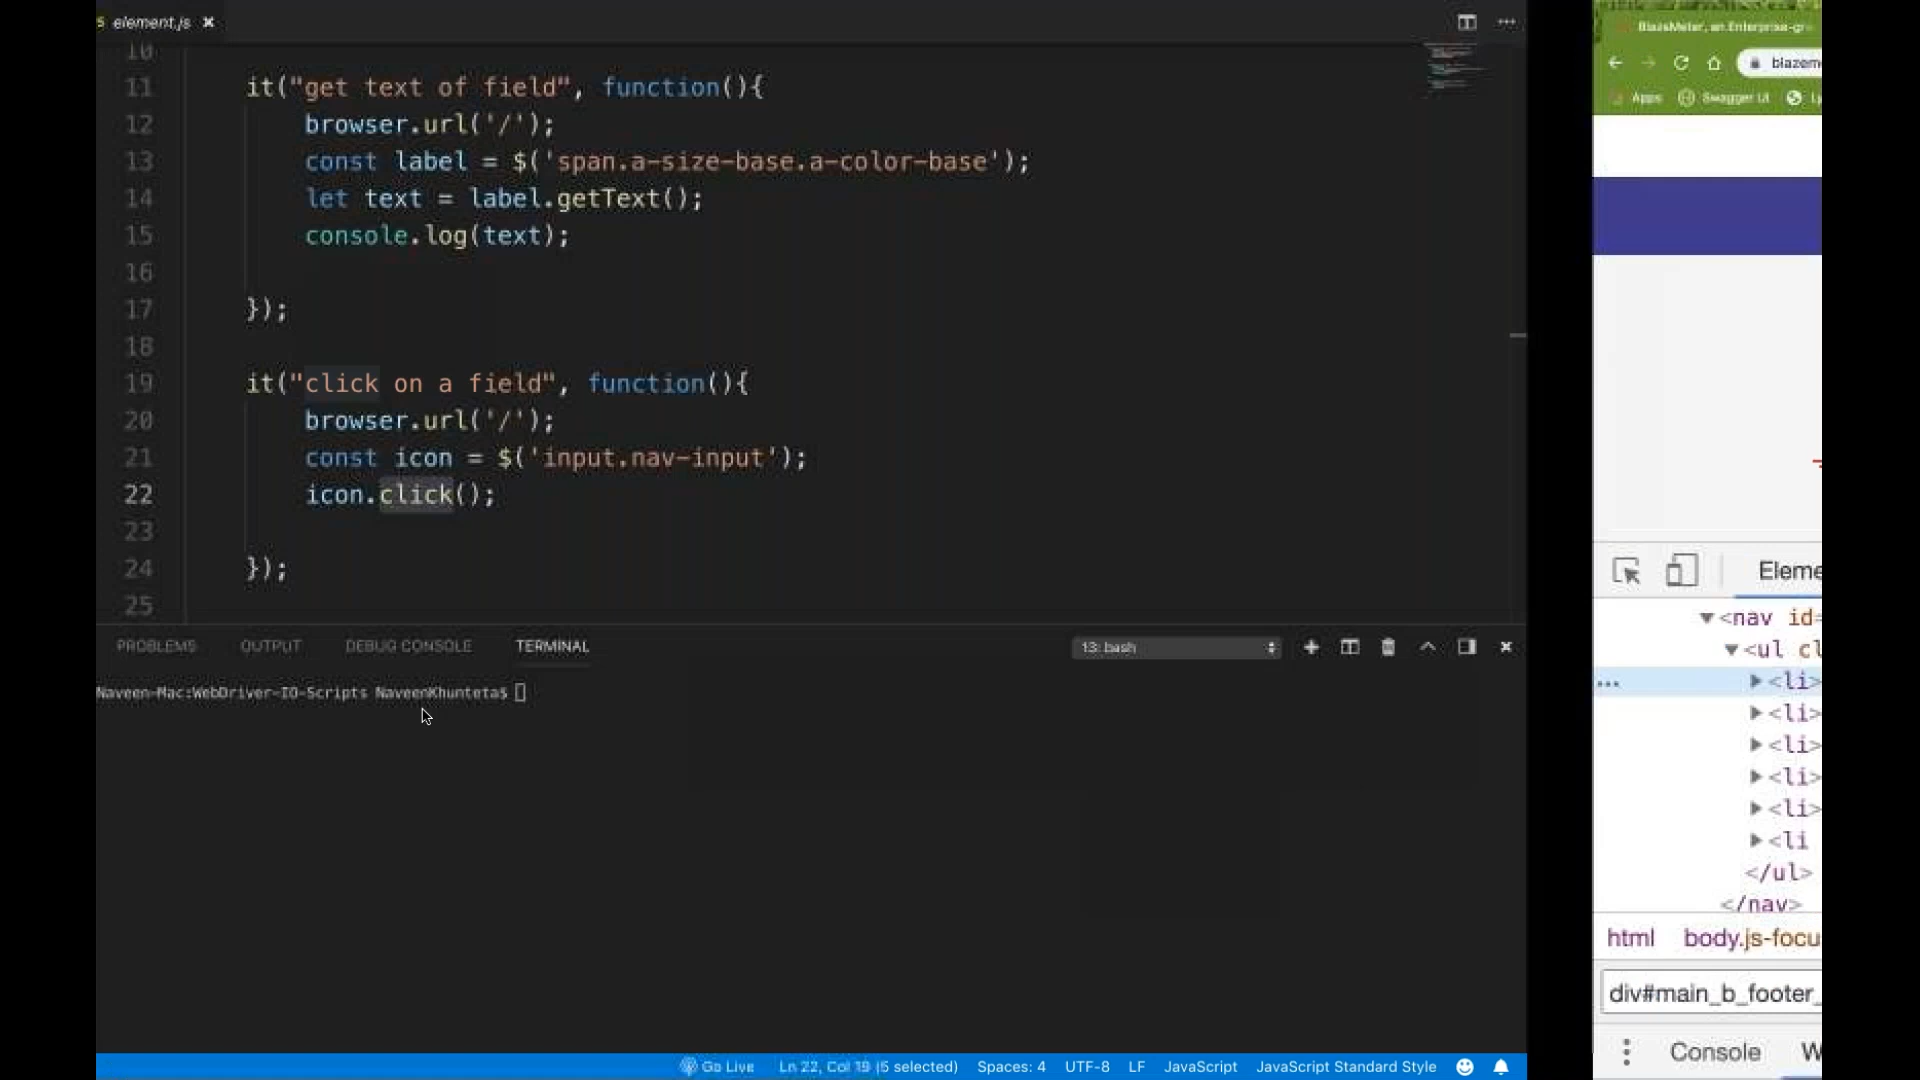 element.js
10
11 it("get text of field", function(){
12 browser.url('/');
13 const label = $('span.a-size-base.a-color-base');
14 let text = label.getText();
15 console.log(text);
16
17 });
18
19 it("click on a field", function(){
20 browser.url('/');
21 const icon = $('input.nav-input');
22 icon.click();
23
24 });
25
PROBLEMS OUTPUT DEBUG CONSOLE TERMINAL 13: bash
Naveen-Mac:WebDriver-IO-Scripts NaveenKhunteta$
Go Live Ln 22, Col 19 (5 selected) Spaces: 4 UTF-8 LF JavaScript JavaScript Standard Style
BlazeMeter, an Enterprise-gr
blazem
Apps Swagger UI
Eleme
<nav id=
<ul cl
... <li>
<li>
<li>
<li>
<li>
<li
</ul>
</nav>
html body.js-focu
div#main_b_footer_
Console W